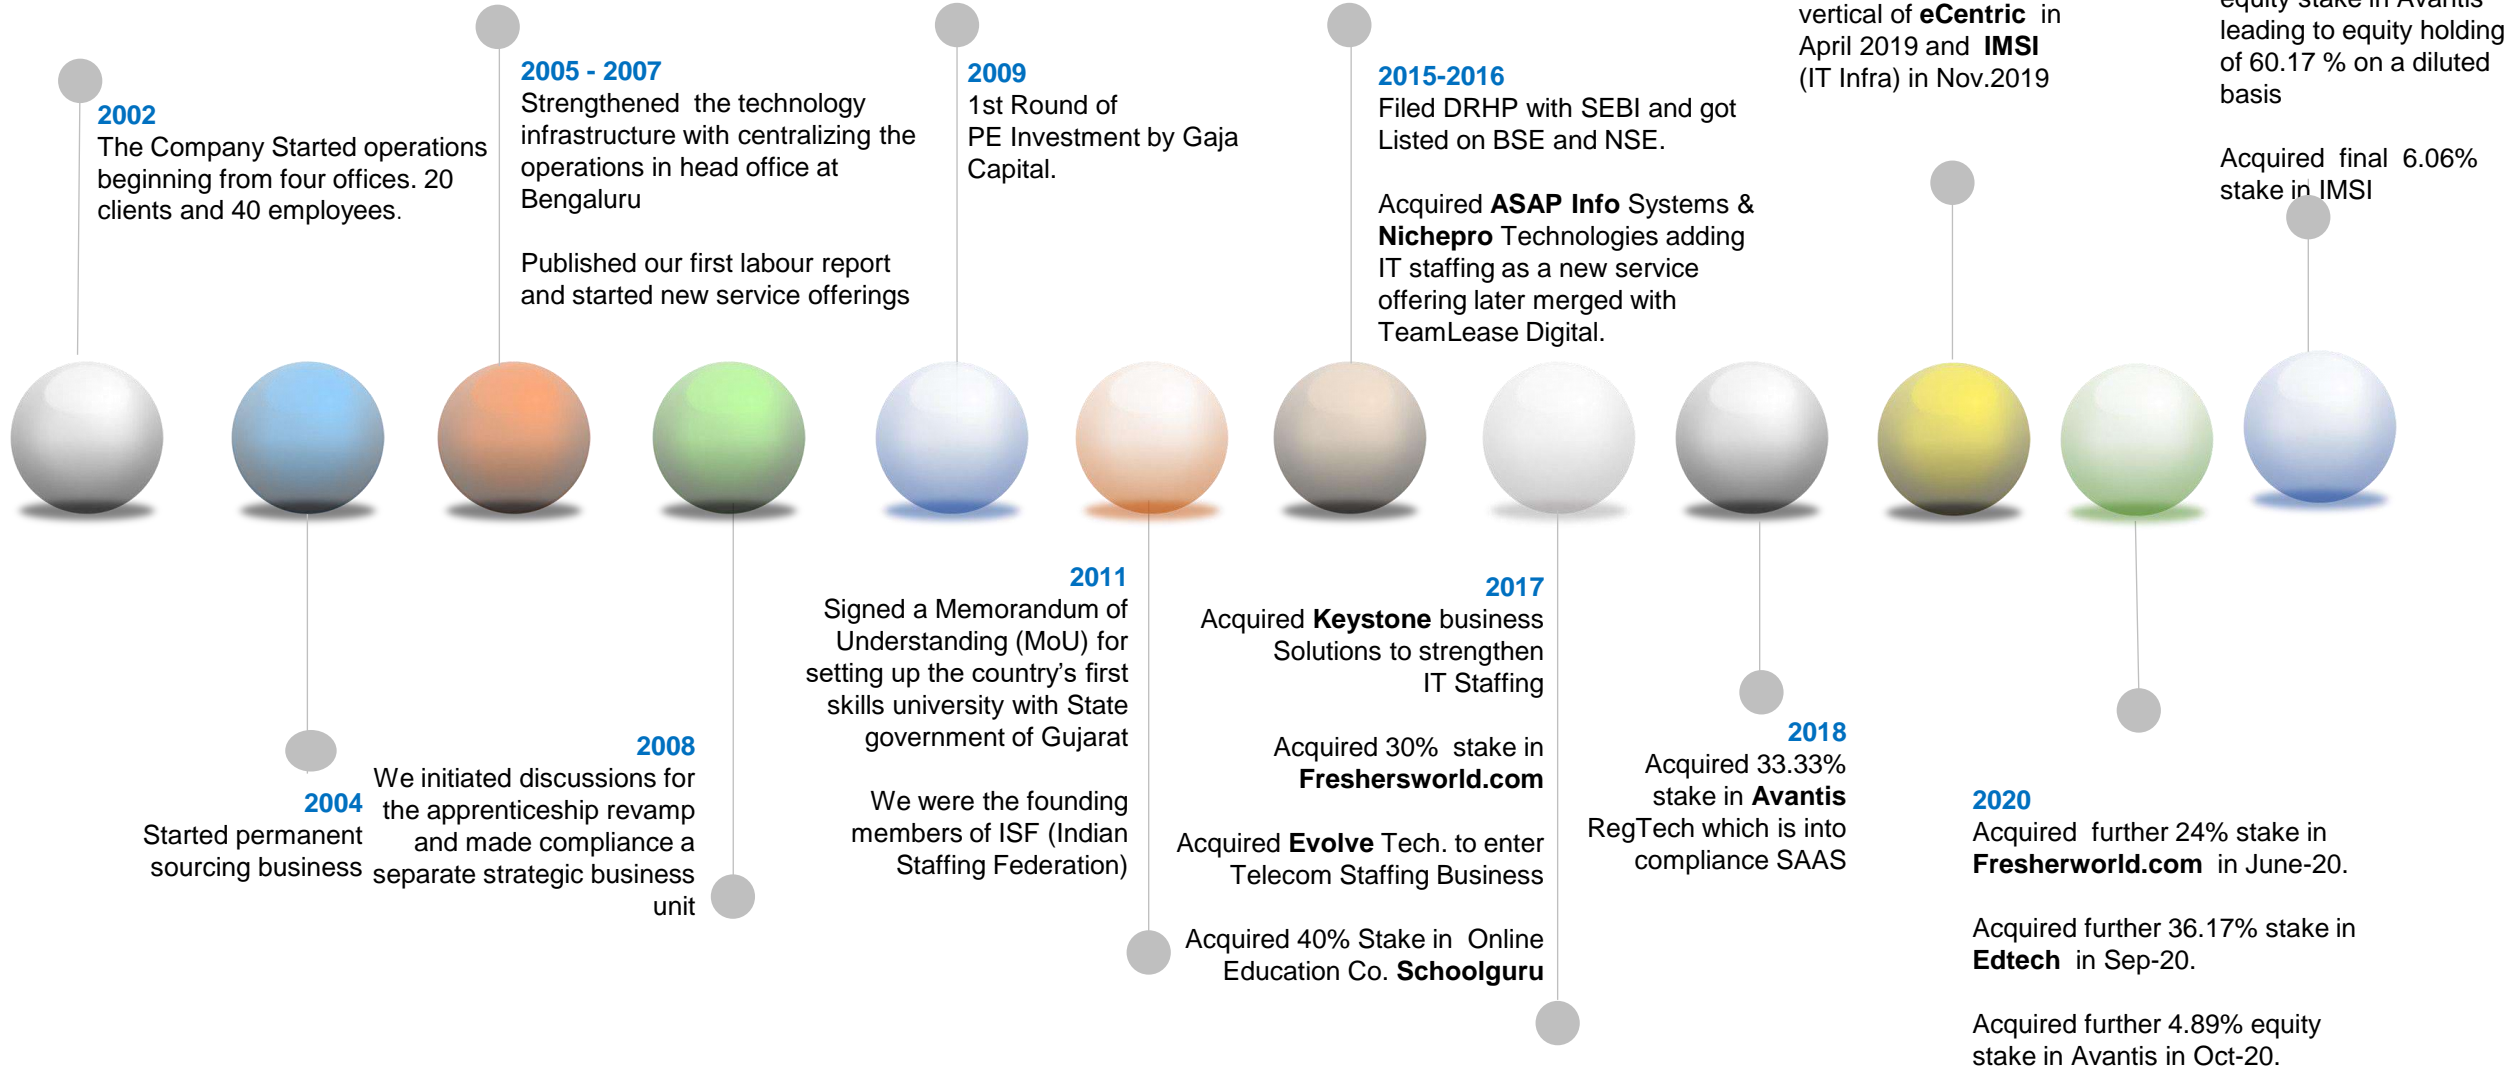 2002
The Company Started operations
beginning from four offices. 20
clients and 40 employees.
2004
Started permanent
sourcing business
2005 - 2007
Strengthened the technology
infrastructure with centralizing the
operations in head office at
Bengaluru
Published our first labour report
and started new service offerings
2008
We initiated discussions for
the apprenticeship revamp
and made compliance a
separate strategic business
unit
2009
1st Round of
PE Investment by Gaja
Capital.
2011
Signed a Memorandum of
Understanding (MoU) for
setting up the country’s first
skills university with State
government of Gujarat
We were the founding
members of ISF (Indian
Staffing Federation)
2015-2016
Filed DRHP with SEBI and got
Listed on BSE and NSE.
Acquired ASAP Info Systems &
Nichepro Technologies adding
IT staffing as a new service
offering later merged with
TeamLease Digital.
2017
Acquired Keystone business
Solutions to strengthen
IT Staffing
Acquired 30% stake in
Freshersworld.com
Acquired Evolve Tech. to enter
Telecom Staffing Business
Acquired 40% Stake in Online
Education Co. Schoolguru
2018
Acquired 33.33%
stake in Avantis
RegTech which is into
compliance SAAS
vertical of eCentric in
April 2019 and IMSI
(IT Infra) in Nov.2019
2020
Acquired further 24% stake in
Fresherworld.com in June-20.
Acquired further 36.17% stake in
Edtech in Sep-20.
Acquired further 4.89% equity
stake in Avantis in Oct-20.
equity stake in Avantis
leading to equity holding
of 60.17 % on a diluted
basis
Acquired final 6.06%
stake in IMSI